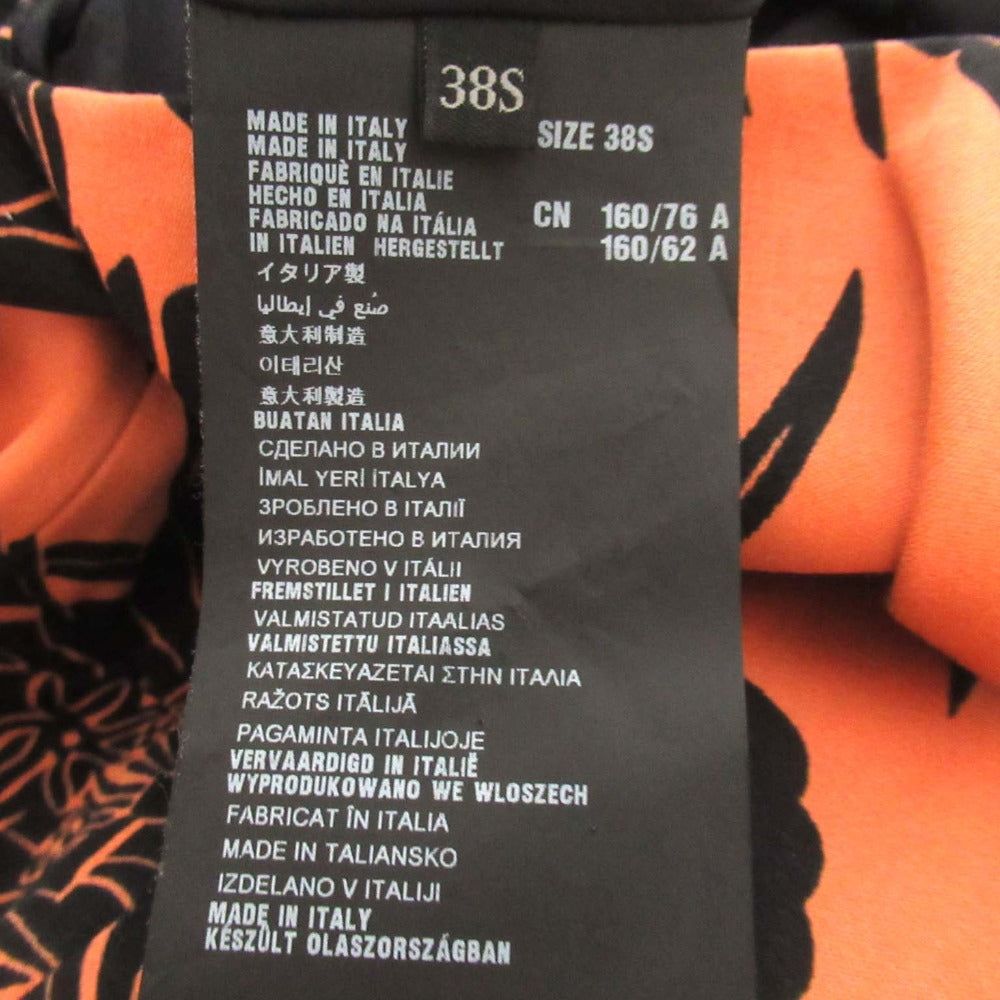 38S
SIZE 38S
CN 160/76 A
160/62 A
MADE IN ITALY
MADE IN ITALY
FABRIQUÈ EN ITALIE
HECHO EN ITALIA
FABRICADO NA ITÁLIA
IN ITALIEN HERGESTELLT
イタリア製
صُنع في إيطاليا
意大利制造
이태리산
意大利製造
BUATAN ITALIA
СДЕЛАНО В ИТАЛИИ
İMAL YERİ İTALYA
ЗРОБЛЕНО В ІТАЛІЇ
ИЗРАБОТЕНО В ИТАЛИЯ
VYROBENO V ITÁLII
FREMSTILLET I ITALIEN
VALMISTATUD ITAALIAS
VALMISTETTU ITALIASSA
ΚΑΤΑΣΚΕΥΑΖΕΤΑΙ ΣΤΗΝ ΙΤΑΛΙΑ
RAŽOTS ITĀLIJĀ
PAGAMINTA ITALIJOJE
VERVAARDIGD IN ITALIË
WYPRODUKOWANO WE WLOSZECH
FABRICAT ÎN ITALIA
MADE IN TALIANSKO
IZDELANO V ITALIJI
MADE IN ITALY
KÉSZÜLT OLASZORSZÁGBAN